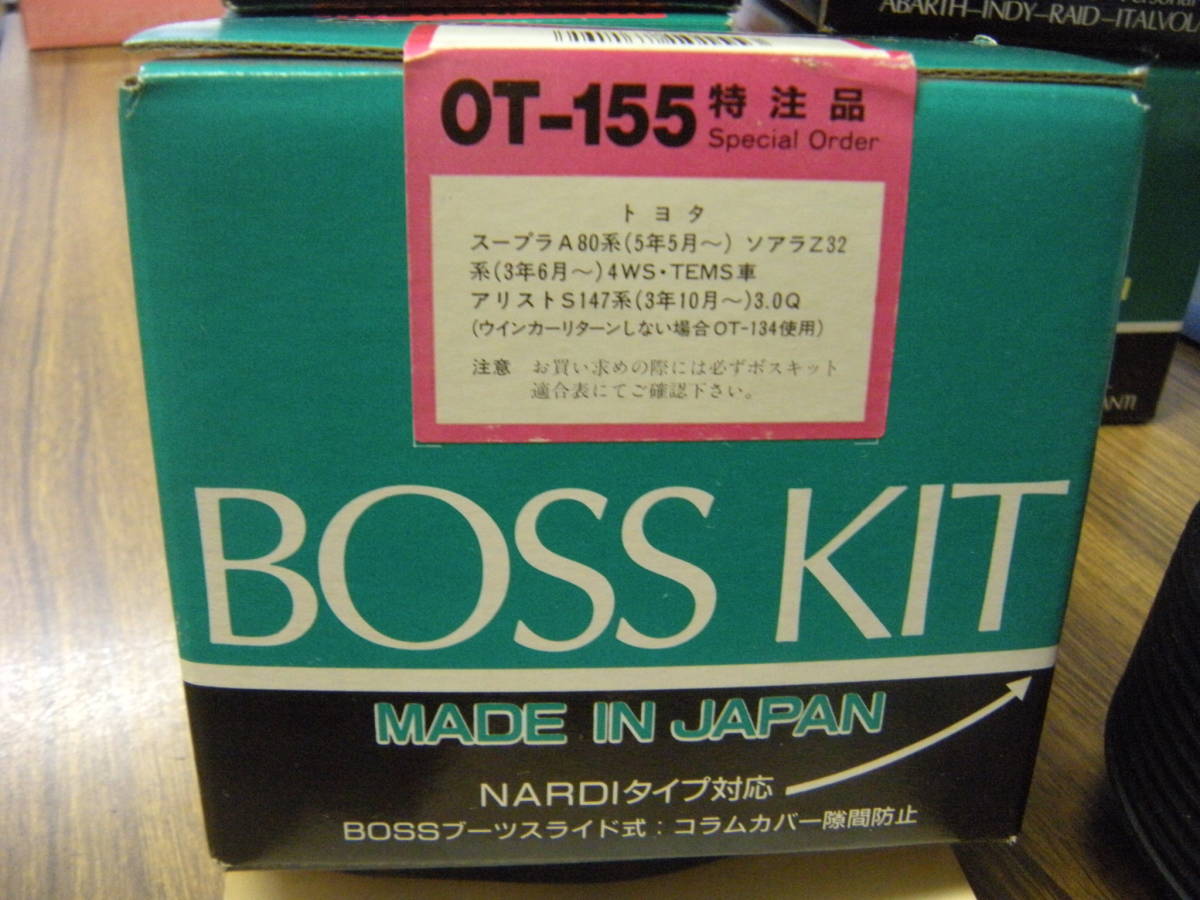 ABARTH–INDY–RAID–ITALVOL
OT-155 特注品
Special Order
トヨタ
スープラA80系(5年5月～) ソアラZ32
系(3年6月～)4WS・TEMS車
アリストS147系(3年10月～)3.0Q
(ウインカーリターンしない場合OT-134使用)
注意 お買い求めの際には必ずボスキット
適合表にてご確認下さい。
BOSS KIT
MADE IN JAPAN
NARDIタイプ対応
BOSSブーツスライド式：コラムカバー隙間防止